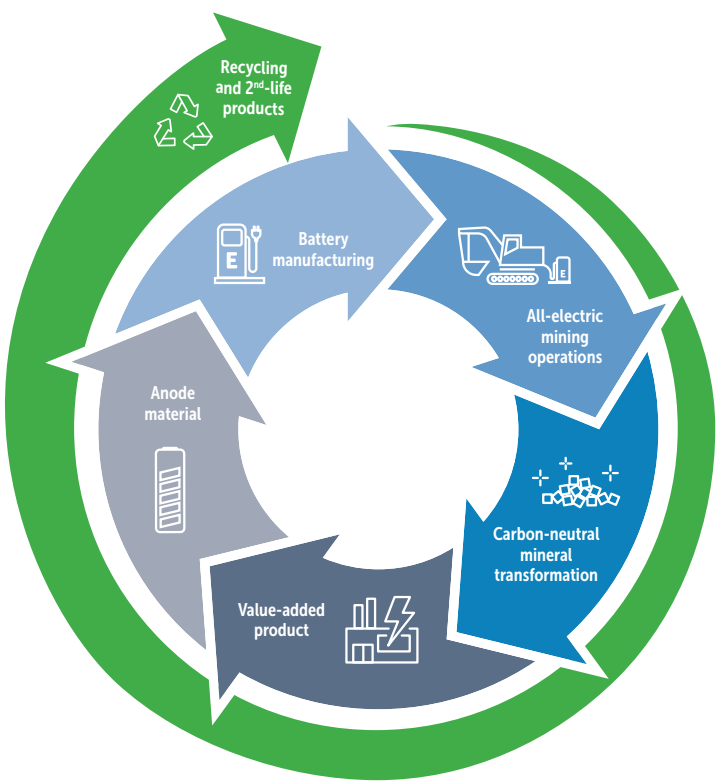 Recycling
and 2nd-life
products
Battery
manufacturing
E
All-electric
mining
operations
E
Carbon-neutral
mineral
transformation
Value-added
product
Anode
material